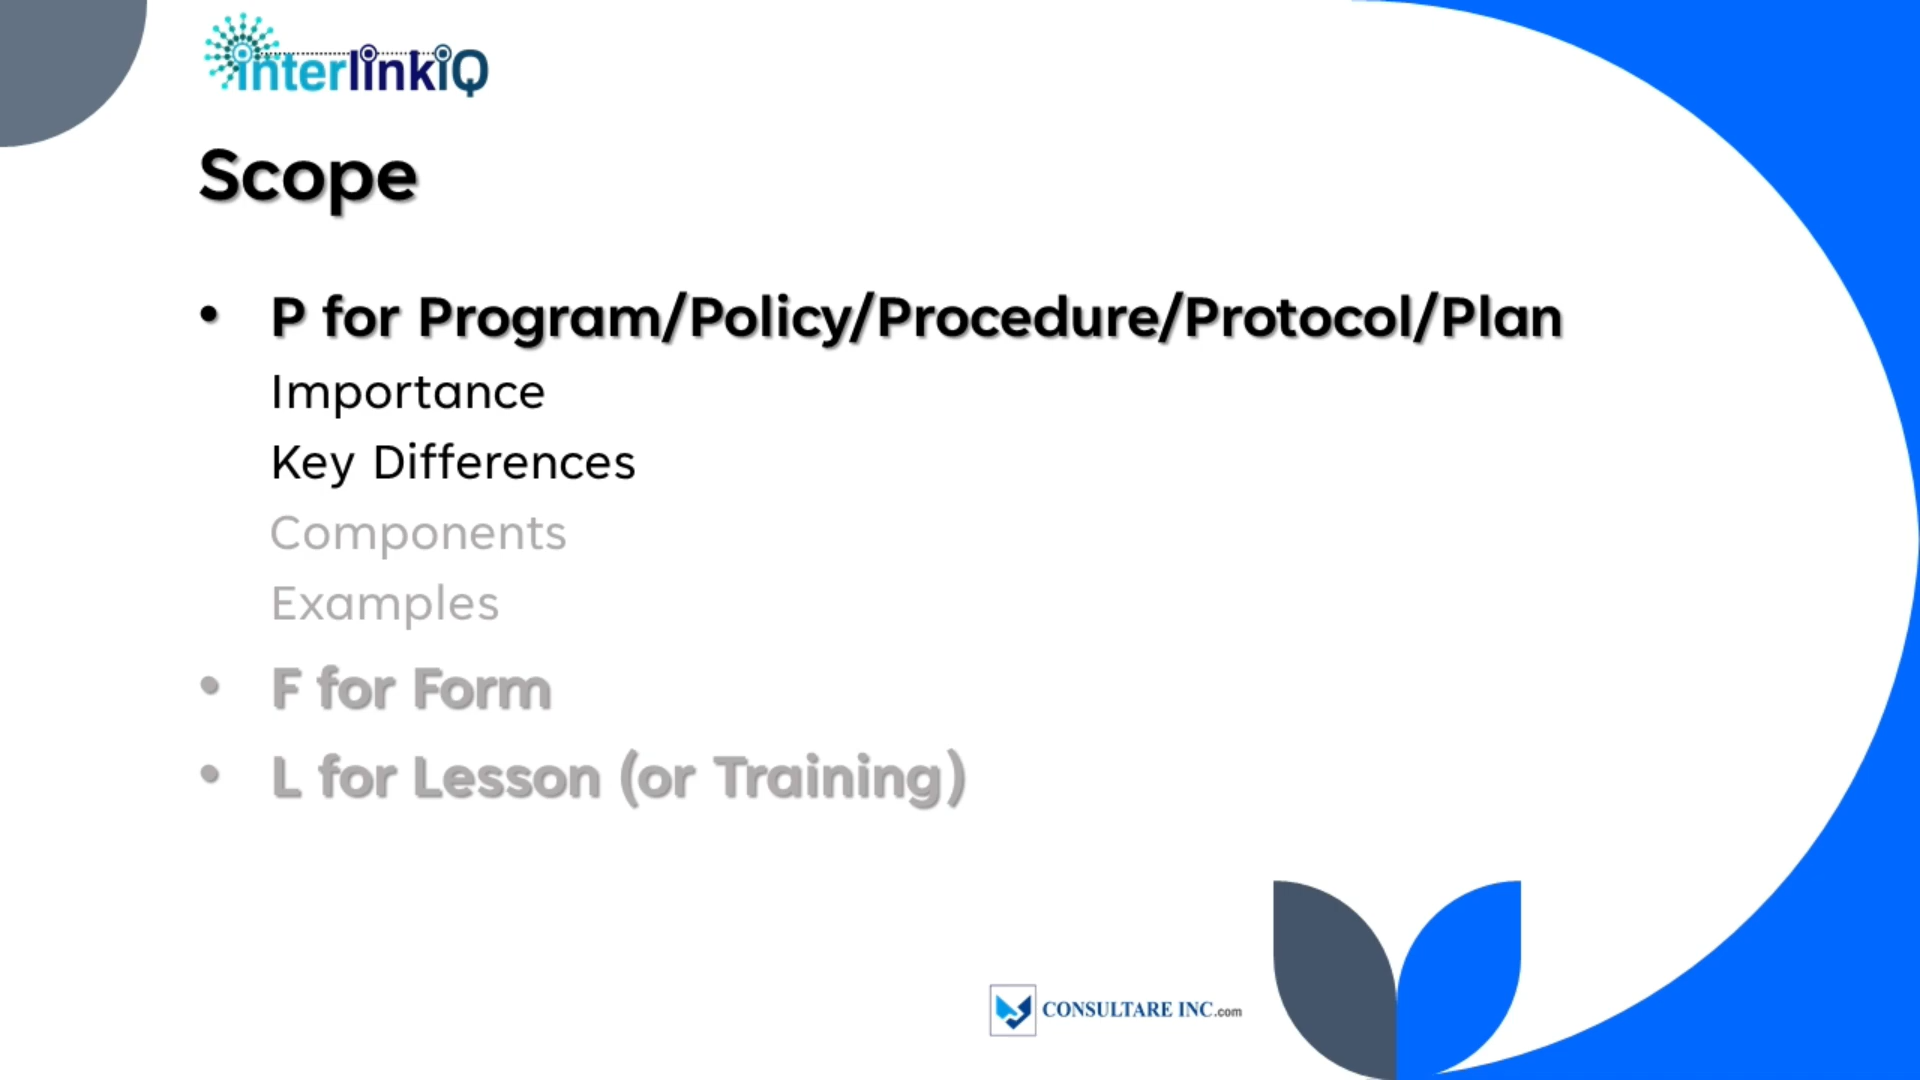 interlinkIQ
Scope
• P for Program/Policy/Procedure/Protocol/Plan
Importance
Key Differences
Components
Examples
• F for Form
• L for Lesson (or Training)
CONSULTARE INC.com